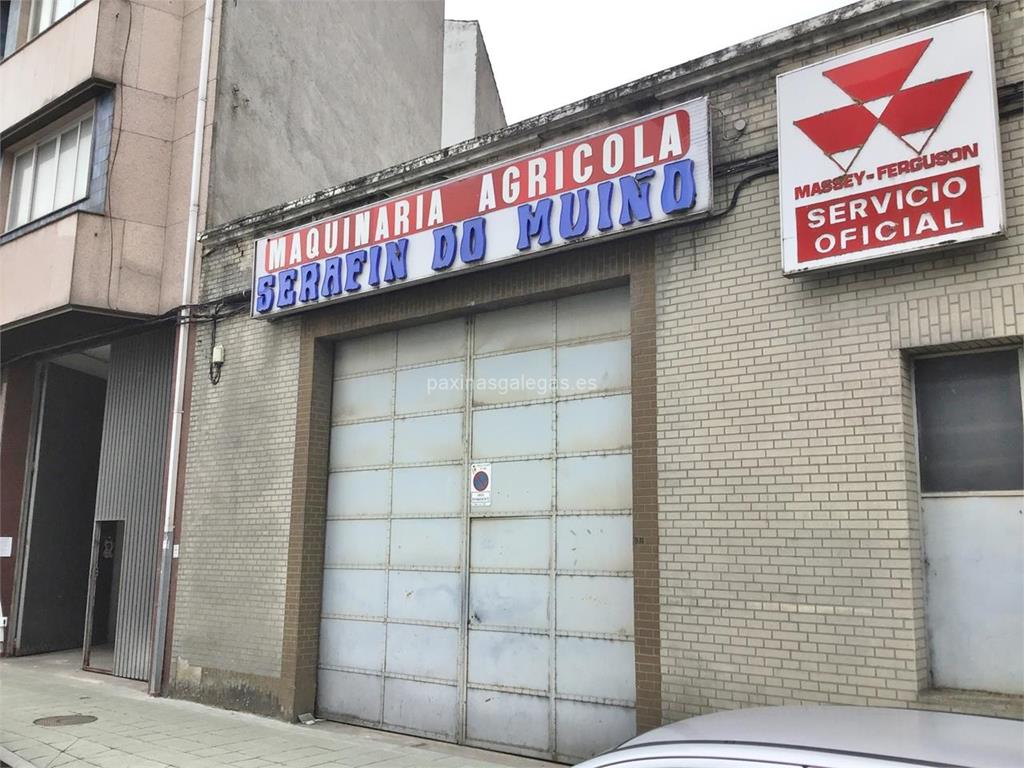 MAQUINARIA AGRICOLA
SERAFIN DO MUIÑO
MASSEY-FERGUSON
SERVICIO
OFICIAL
paxinasgalegas.es